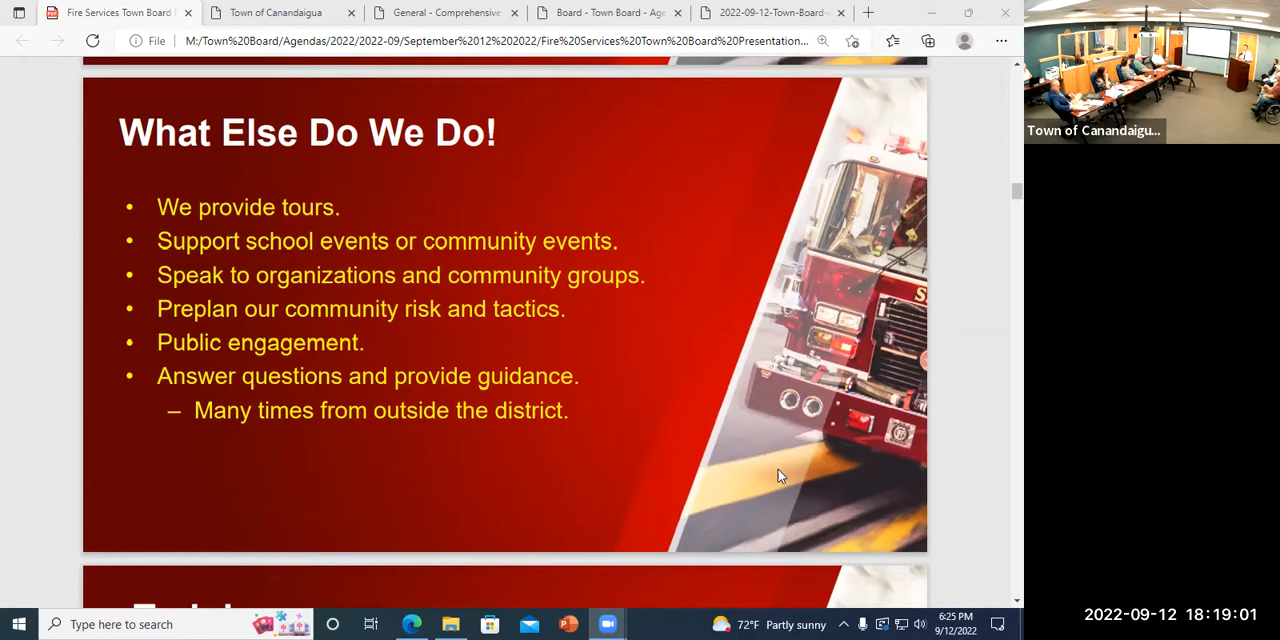 Fire Services Town Board P
Town of Canandaigua
General - Comprehensive
Board - Town Board - Age
2022-09-12-Town-Board-
File
M:/Town%20Board/Agendas/2022/2022-09/September%2012%202022/Fire%20Services%20Town%20Board%20Presentation...
What Else Do We Do!
• We provide tours.
• Support school events or community events.
• Speak to organizations and community groups.
• Preplan our community risk and tactics.
• Public engagement.
• Answer questions and provide guidance.
– Many times from outside the district.
Town of Canandaigu...
Type here to search
72°F Partly sunny
6:25 PM
9/12/2022
2022-09-12 18:19:01